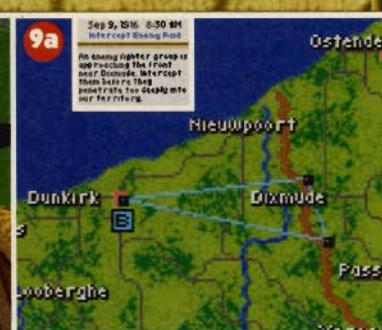 9a
Sep 9, 1916 8:30 AM
Intercept Enemy Raid
An enemy fighter group is
approaching the front
near Dixmude. Intercept
them before they
penetrate too deeply into
our territory.
Ostende
Nieuwpoort
Dunkirk
Dixmude
B
Pass
Looberghe